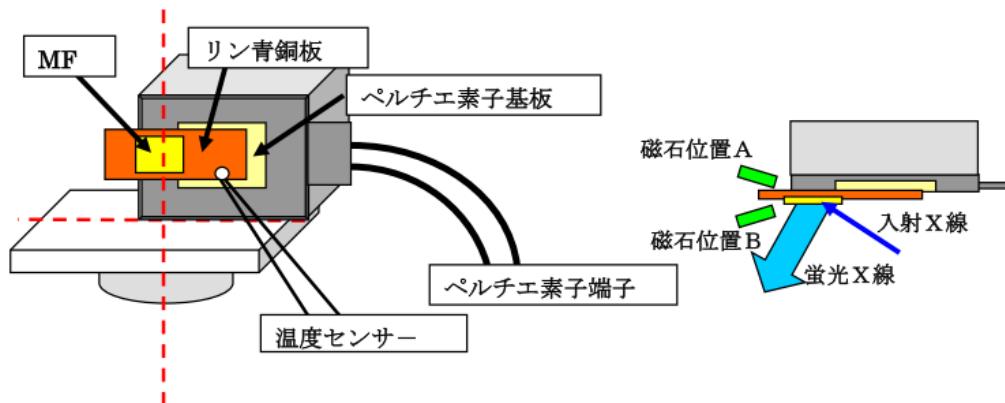 MF
リン青銅板
ペルチエ素子基板
ペルチエ素子端子
温度センサー
磁石位置A
磁石位置B
入射X線
蛍光X線